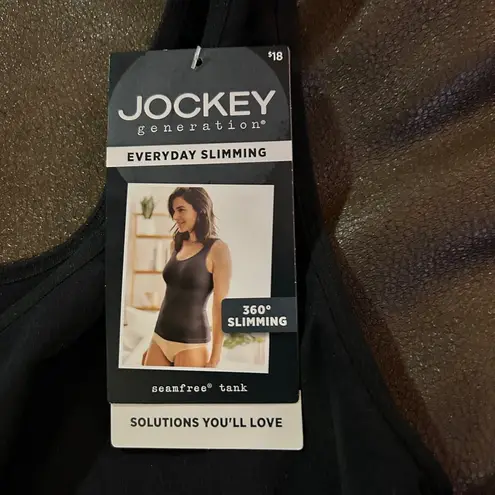 $18
JOCKEY
generation®
EVERYDAY SLIMMING
360°
SLIMMING
seamfree® tank
SOLUTIONS YOU'LL LOVE